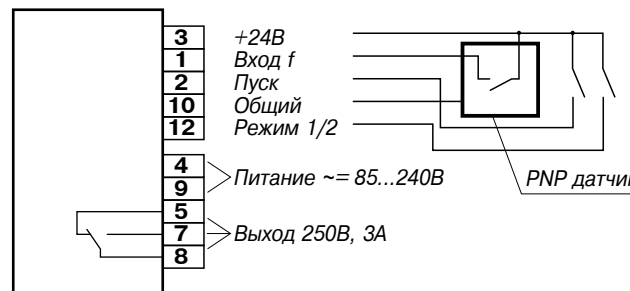 3 +24В
1 Вход f
2 Пуск
10 Общий
12 Режим 1/2
4
Питание ~= 85...240В
9
5
7 Выход 250В, 3А
8
PNP датчи